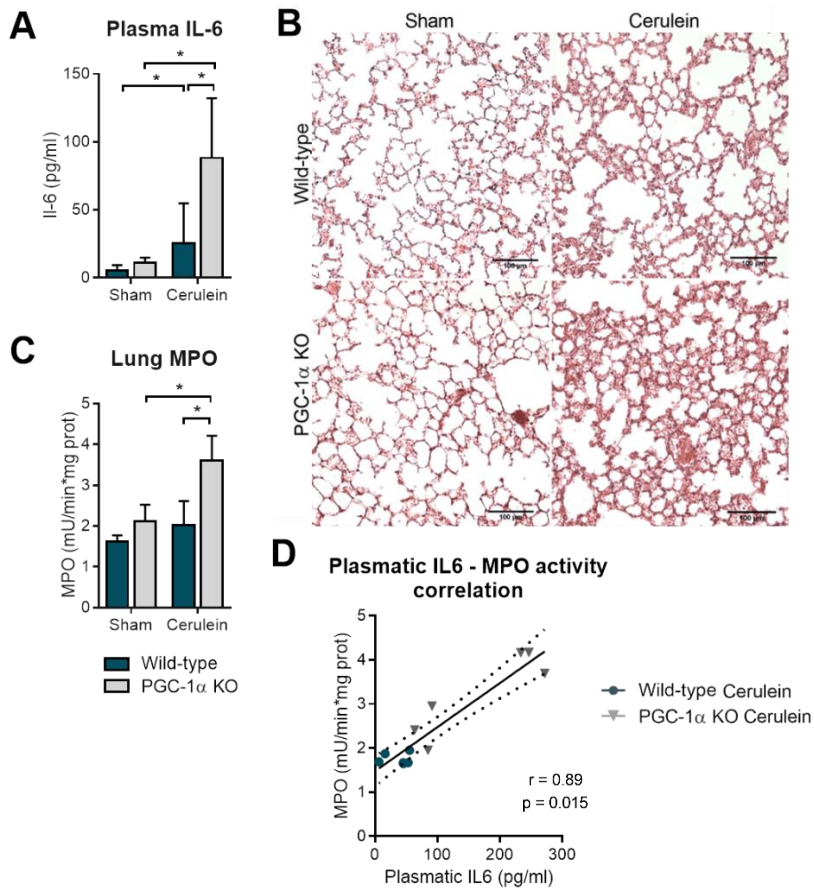 A
Plasma IL-6
*
*
*
150
100
50
0
Il-6 (pg/ml)
Sham
Cerulein
B
Sham
Cerulein
Wild-type
PGC-1α KO
100 μm
100 μm
100 μm
100 μm
C
Lung MPO
*
*
5
4
3
2
1
0
MPO (mU/min*mg prot)
Sham
Cerulein
Wild-type
PGC-1α KO
D
Plasmatic IL6 - MPO activity
correlation
5
4
3
2
1
0
MPO (mU/min*mg prot)
0
100
200
300
Plasmatic IL6 (pg/ml)
r = 0.89
p = 0.015
Wild-type Cerulein
PGC-1α KO Cerulein